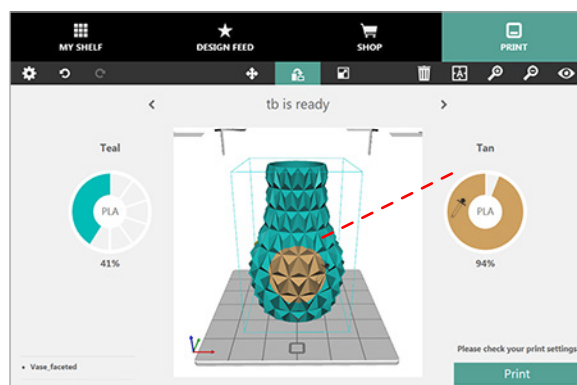 MY SHELF
DESIGN FEED
SHOP
PRINT
A
tb is ready
Teal
PLA
41%
Tan
PLA
94%
Please check your print settings
• Vase_faceted
Print